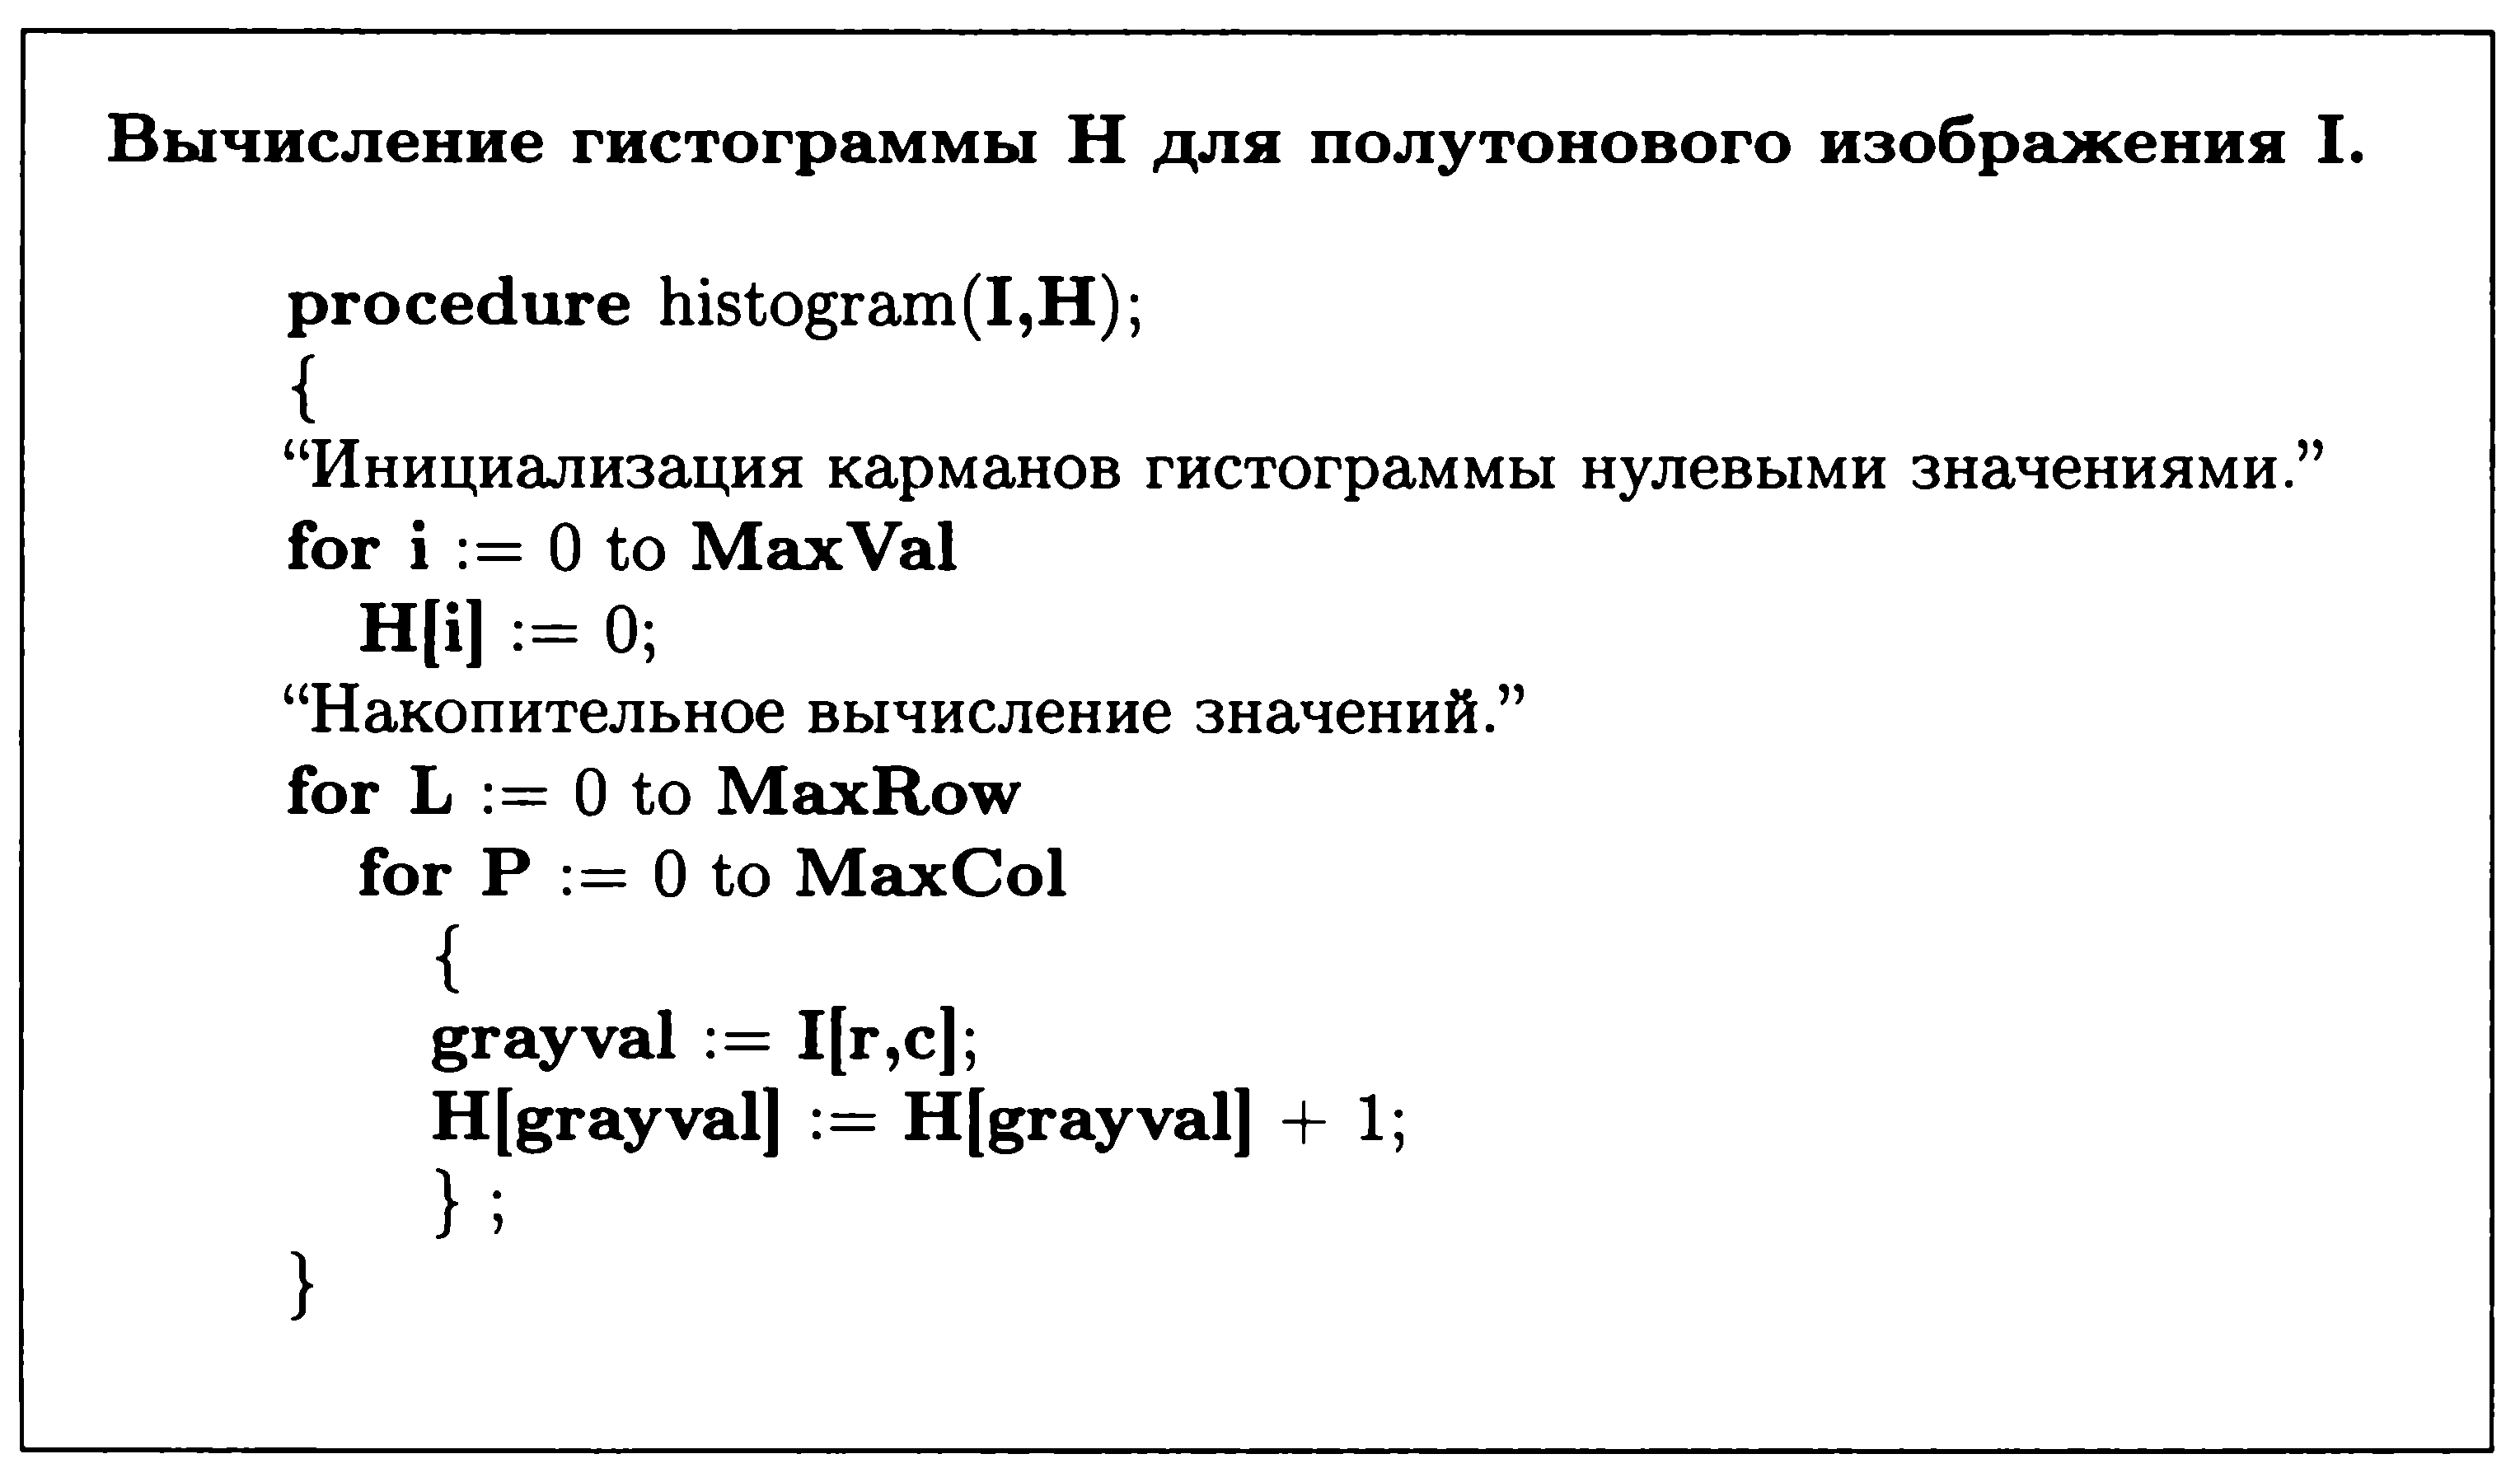 Вычисление гистограммы H для полутонового изображения I.
procedure histogram(I,H);
{
“Инициализация карманов гистограммы нулевыми значениями.”
for i := 0 to MaxVal
H[i] := 0;
“Накопительное вычисление значений.”
for L := 0 to MaxRow
for P := 0 to MaxCol
{
grayval := I[r,c];
H[grayval] := H[grayval] + 1;
} ;
}